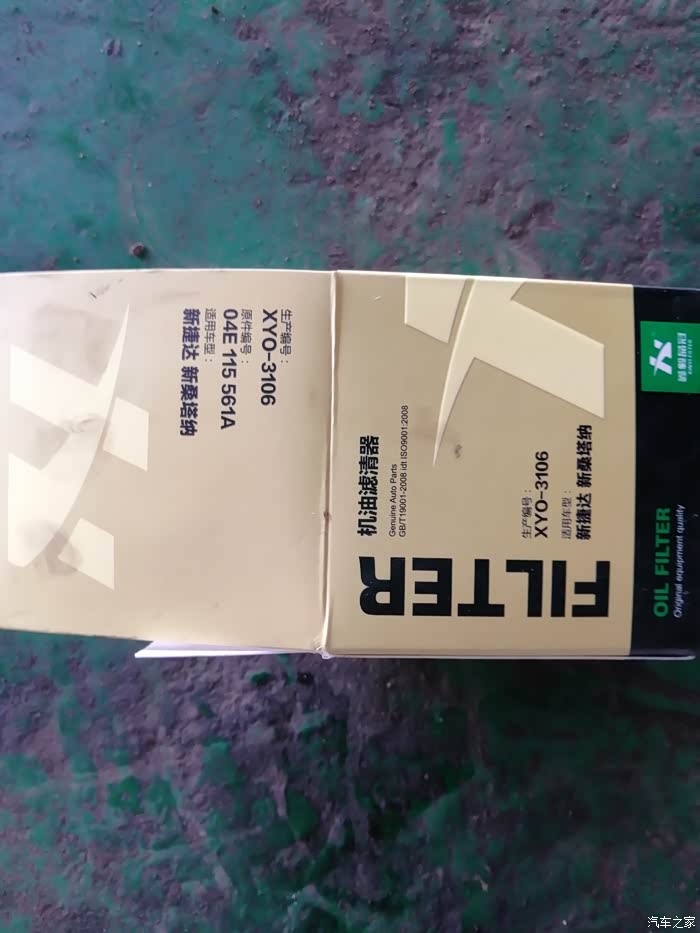 生产编号：
XYO-3106
原件编号：
04E 115 561A
适用车型：
新捷达 新桑塔纳
FILTER
机油滤清器
Genuine Auto Parts
GB/T19001-2008 idt ISO9001:2008
生产编号：
XYO-3106
适用车型：
新捷达 新桑塔纳
OIL FILTER
Original equipment quality
汽车之家